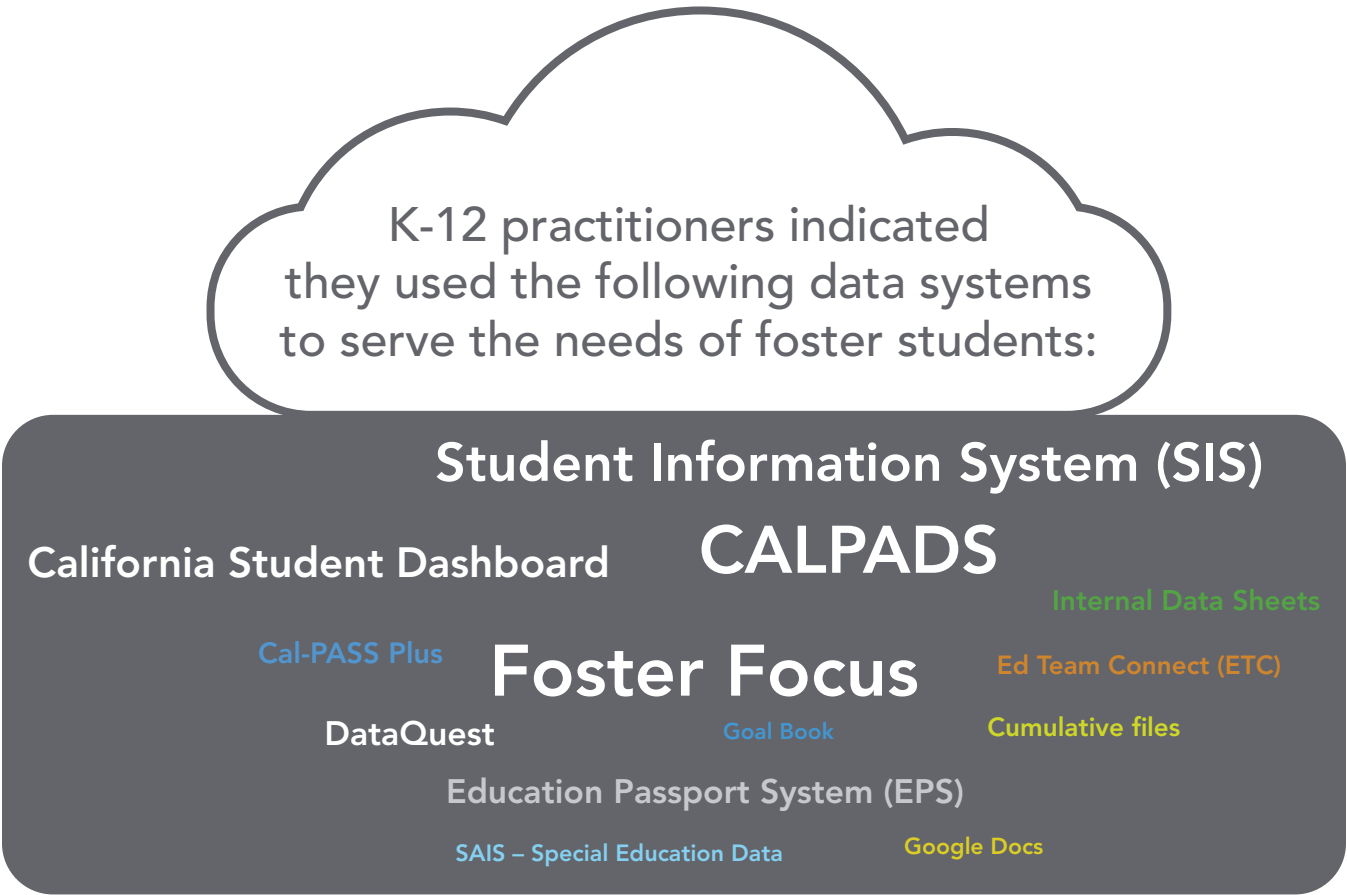 K-12 practitioners indicated
they used the following data systems
to serve the needs of foster students:
Student Information System (SIS)
California Student Dashboard
CALPADS
Internal Data Sheets
Cal-PASS Plus
Foster Focus
Ed Team Connect (ETC)
DataQuest
Goal Book
Cumulative files
Education Passport System (EPS)
SAIS – Special Education Data
Google Docs